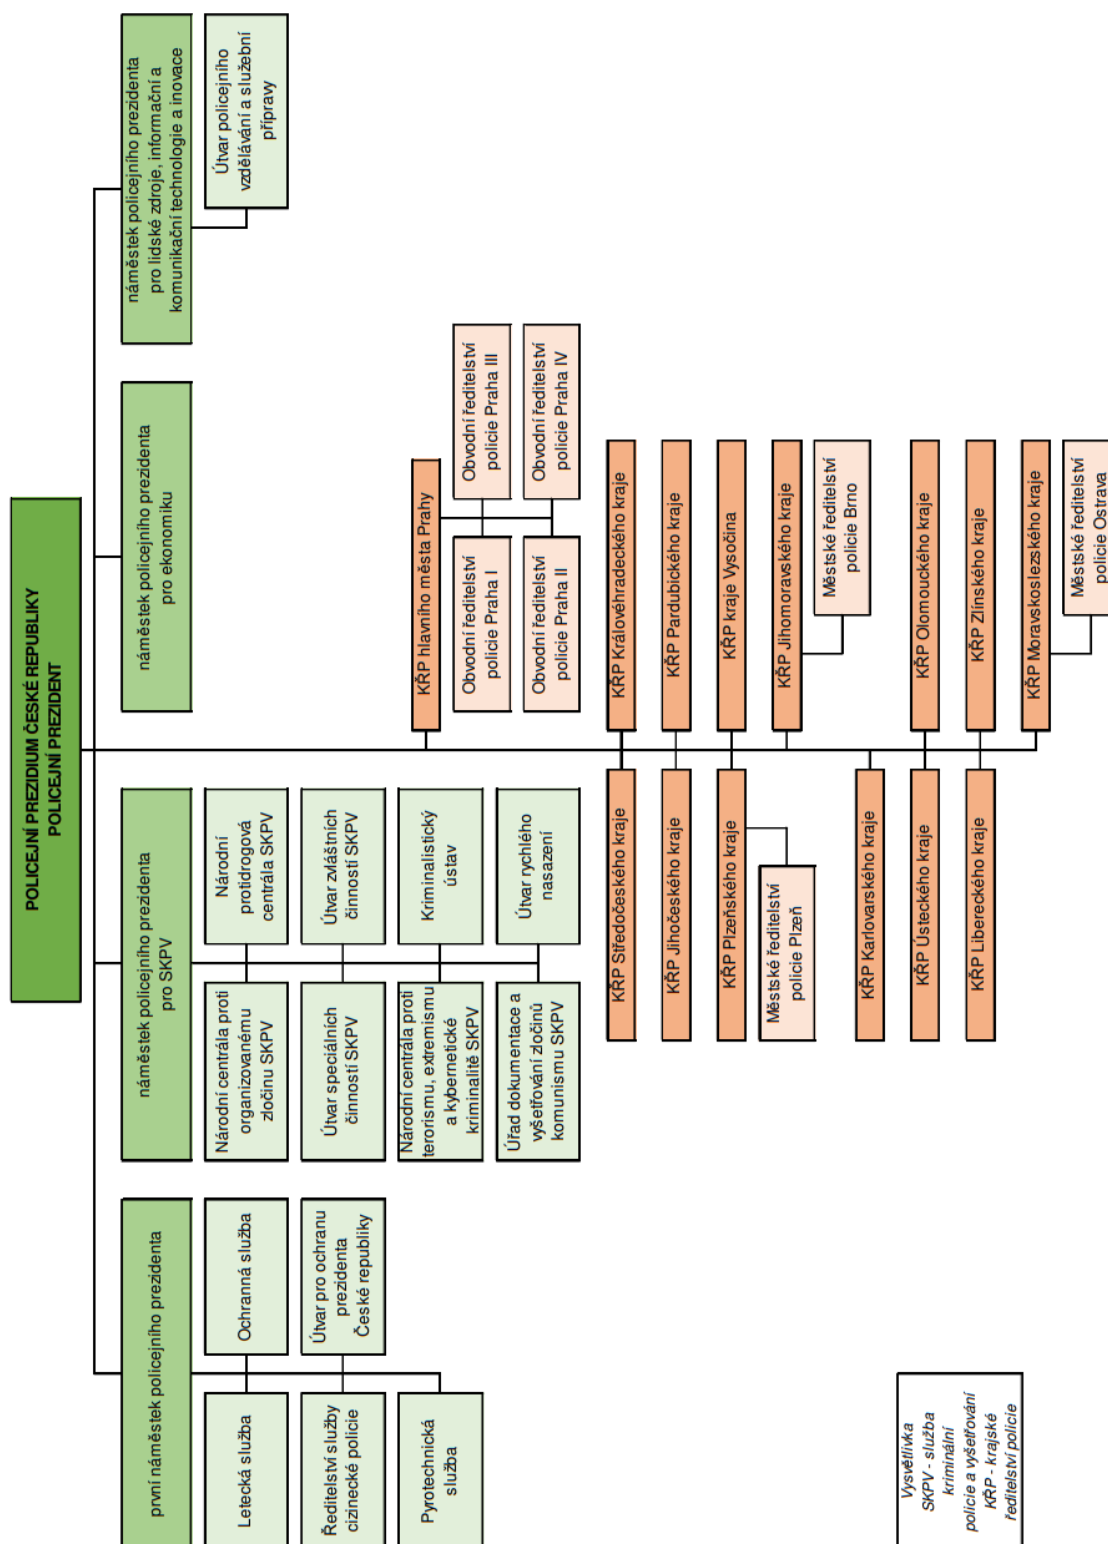 POLICEJNÍ PREZIDIUM ČESKÉ REPUBLIKY
POLICEJNÍ PREZIDENT
první náměstek policejního prezidenta
náměstek policejního prezidenta
pro SKPV
náměstek policejního prezidenta
pro ekonomiku
náměstek policejního prezidenta
pro lidské zdroje, informační a
komunikační technologie a inovace
Letecká služba
Ochranná služba
Ředitelství služby
cizinecké policie
Útvar pro ochranu
prezidenta
České republiky
Pyrotechnická
služba
Národní centrála proti
organizovanému
zločinu SKPV
Národní
protidrogová
centrála SKPV
Útvar speciálních
činností SKPV
Útvar zvláštních
činností SKPV
Národní centrála proti
terorismu, extremismu
a kybernetické
kriminalitě SKPV
Kriminalistický
ústav
Úřad dokumentace a
vyšetřování zločinů
komunismu SKPV
Útvar rychlého
nasazení
Útvar policejního
vzdělávání a služební
přípravy
KŘP hlavního města Prahy
Obvodní ředitelství
policie Praha I
Obvodní ředitelství
policie Praha III
Obvodní ředitelství
policie Praha II
Obvodní ředitelství
policie Praha IV
KŘP Středočeského kraje
KŘP Královéhradeckého kraje
KŘP Jihočeského kraje
KŘP Pardubického kraje
KŘP Plzeňského kraje
KŘP kraje Vysočina
Městské ředitelství
policie Plzeň
KŘP Jihomoravského kraje
Městské ředitelství
policie Brno
KŘP Karlovarského kraje
KŘP Ústeckého kraje
KŘP Olomouckého kraje
KŘP Libereckého kraje
KŘP Zlínského kraje
KŘP Moravskoslezského kraje
Městské ředitelství
policie Ostrava
Vysvětlivka
SKPV - služba
kriminální
policie a vyšetřování
KŘP - krajské
ředitelství policie